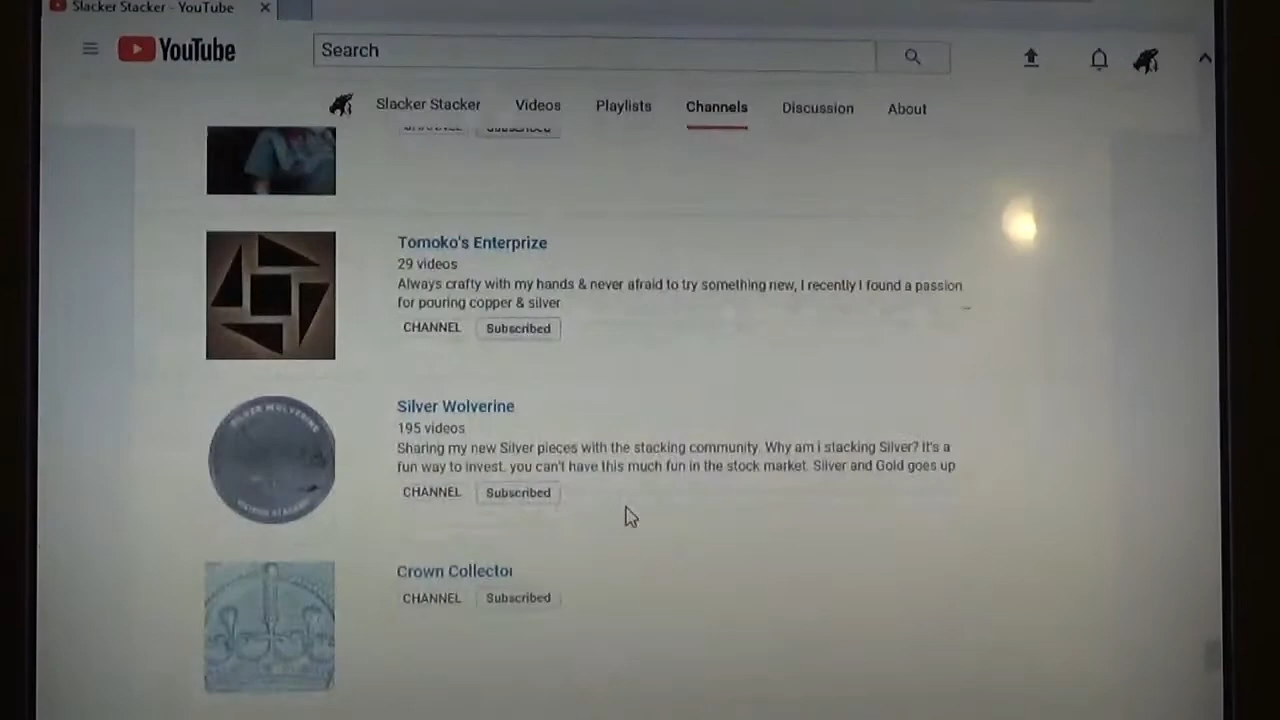 Slacker Stacker - YouTube
YouTube
Search
Slacker Stacker Videos Playlists Channels Discussion About
CHANNEL Subscribed
Tomoko's Enterprize
29 videos
Always crafty with my hands & never afraid to try something new, I recently I found a passion
for pouring copper & silver
CHANNEL Subscribed
SILVER WOLVERINE
Silver Wolverine
195 videos
Sharing my new Silver pieces with the stacking community. Why am i stacking Silver? It's a
fun way to invest. you can't have this much fun in the stock market. Silver and Gold goes up
CHANNEL Subscribed
Crown Collector
CHANNEL Subscribed